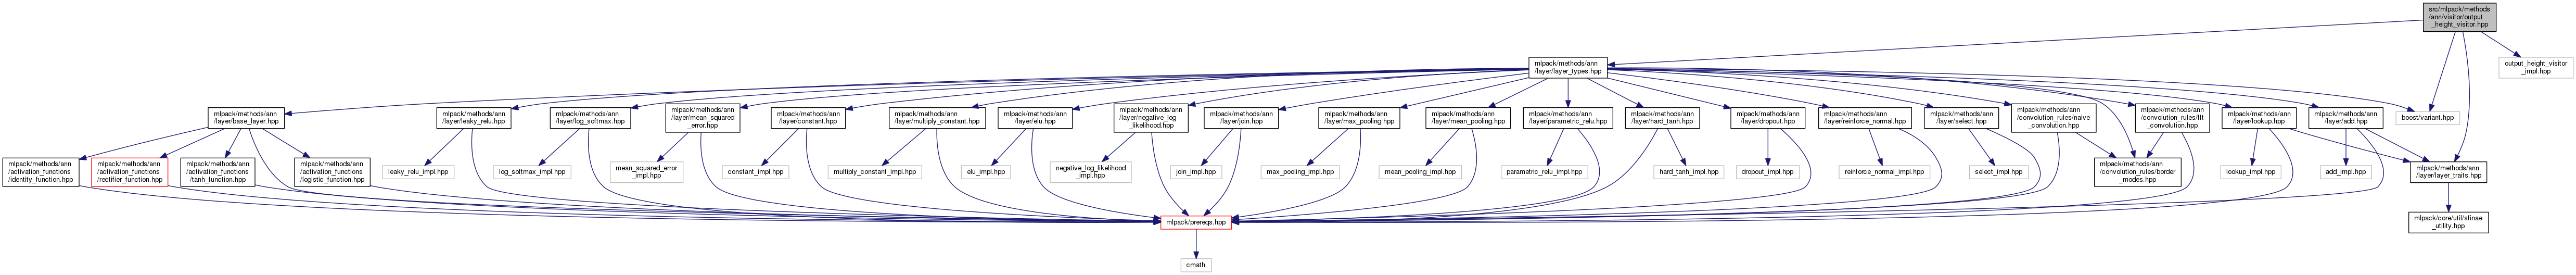 src/mlpack/methods
/ann/visitor/output
_height_visitor.hpp
mlpack/methods/ann
/layer/layer_types.hpp
output_height_visitor
_impl.hpp
mlpack/methods/ann
/layer/base_layer.hpp
mlpack/methods/ann
/layer/leaky_relu.hpp
mlpack/methods/ann
/layer/log_softmax.hpp
mlpack/methods/ann
/layer/mean_squared
_error.hpp
mlpack/methods/ann
/layer/constant.hpp
mlpack/methods/ann
/layer/multiply_constant.hpp
mlpack/methods/ann
/layer/elu.hpp
mlpack/methods/ann
/layer/negative_log
_likelihood.hpp
mlpack/methods/ann
/layer/join.hpp
mlpack/methods/ann
/layer/max_pooling.hpp
mlpack/methods/ann
/layer/mean_pooling.hpp
mlpack/methods/ann
/layer/parametric_relu.hpp
mlpack/methods/ann
/layer/hard_tanh.hpp
mlpack/methods/ann
/layer/dropout.hpp
mlpack/methods/ann
/layer/reinforce_normal.hpp
mlpack/methods/ann
/layer/select.hpp
mlpack/methods/ann
/convolution_rules/naive
_convolution.hpp
mlpack/methods/ann
/convolution_rules/fft
_convolution.hpp
mlpack/methods/ann
/layer/lookup.hpp
mlpack/methods/ann
/layer/add.hpp
boost/variant.hpp
mlpack/methods/ann
/activation_functions
/identity_function.hpp
mlpack/methods/ann
/activation_functions
/rectifier_function.hpp
mlpack/methods/ann
/activation_functions
/tanh_function.hpp
mlpack/methods/ann
/activation_functions
/logistic_function.hpp
leaky_relu_impl.hpp
log_softmax_impl.hpp
mean_squared_error
_impl.hpp
constant_impl.hpp
multiply_constant_impl.hpp
elu_impl.hpp
negative_log_likelihood
_impl.hpp
join_impl.hpp
max_pooling_impl.hpp
mean_pooling_impl.hpp
parametric_relu_impl.hpp
hard_tanh_impl.hpp
dropout_impl.hpp
reinforce_normal_impl.hpp
select_impl.hpp
mlpack/methods/ann
/convolution_rules/border
_modes.hpp
lookup_impl.hpp
add_impl.hpp
mlpack/methods/ann
/layer/layer_traits.hpp
mlpack/prereqs.hpp
mlpack/core/util/sfinae
_utility.hpp
cmath